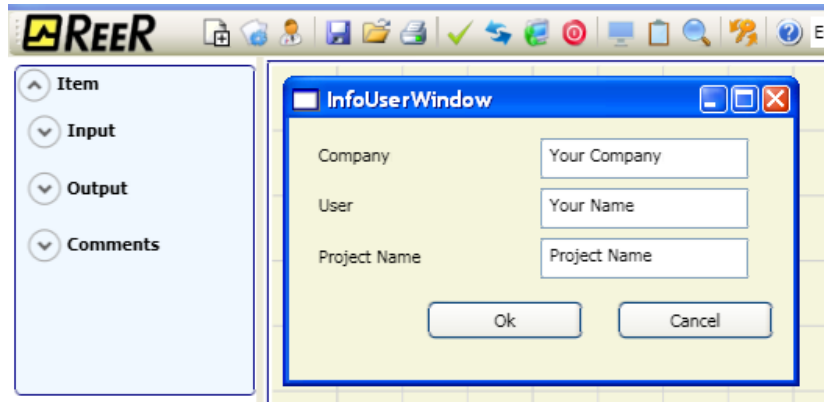 REER
E
Item
Input
Output
Comments
InfoUserWindow
Company Your Company
User Your Name
Project Name Project Name
Ok Cancel